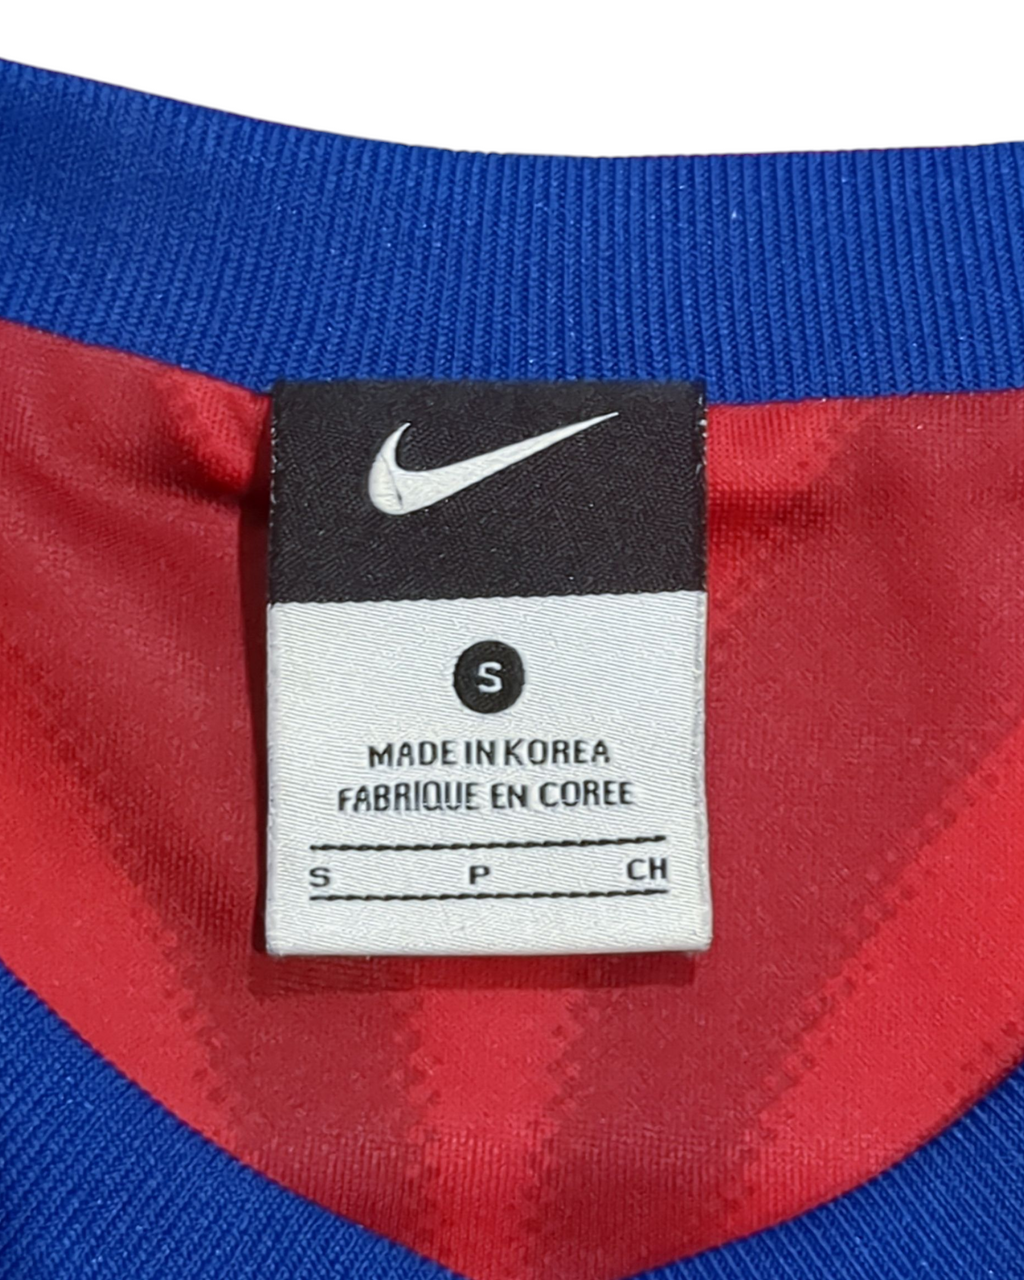 S
MADE IN KOREA
FABRIQUE EN COREE
S P CH